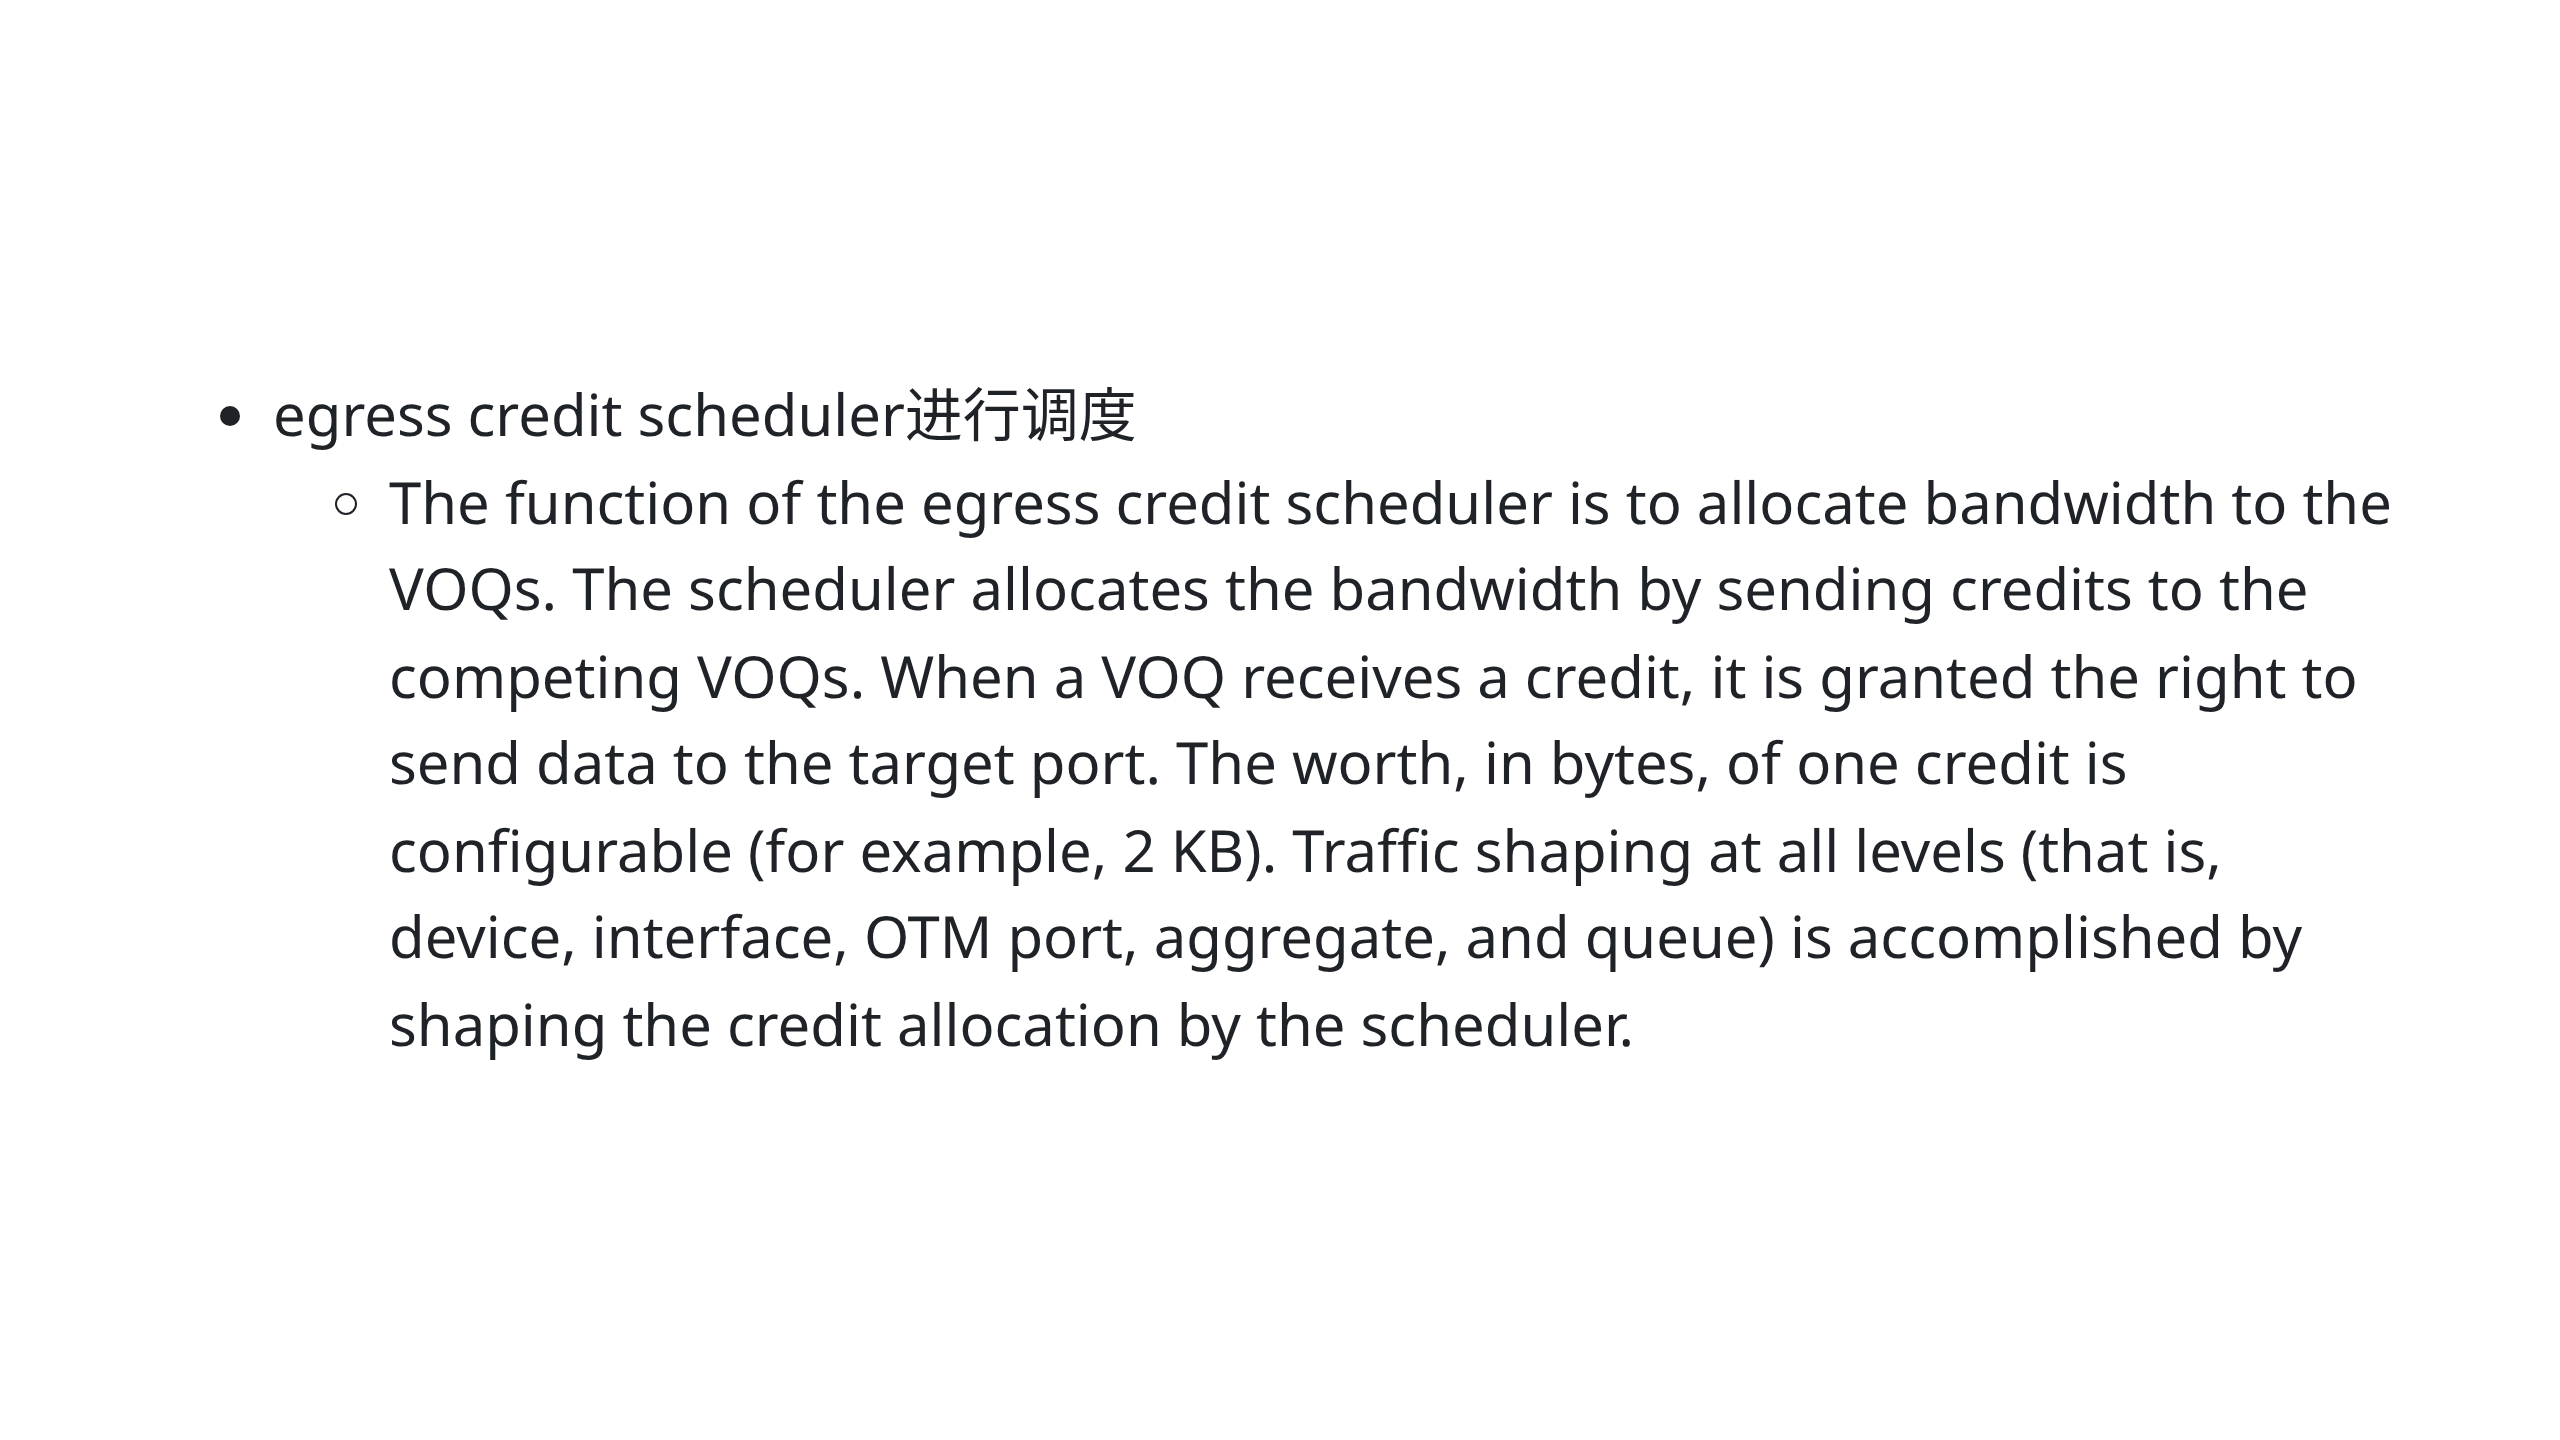 • egress credit scheduler进行调度
○ The function of the egress credit scheduler is to allocate bandwidth to the
VOQs. The scheduler allocates the bandwidth by sending credits to the
competing VOQs. When a VOQ receives a credit, it is granted the right to
send data to the target port. The worth, in bytes, of one credit is
configurable (for example, 2 KB). Traffic shaping at all levels (that is,
device, interface, OTM port, aggregate, and queue) is accomplished by
shaping the credit allocation by the scheduler.